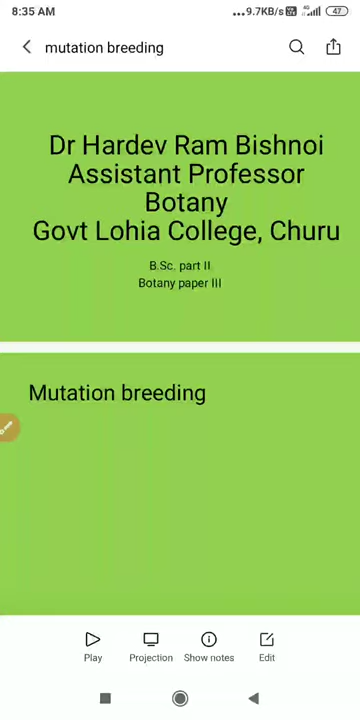 8:35 AM
...9.7KB/s 4G 47
mutation breeding
Dr Hardev Ram Bishnoi
Assistant Professor
Botany
Govt Lohia College, Churu
B.Sc. part II
Botany paper III
Mutation breeding
Play Projection Show notes Edit